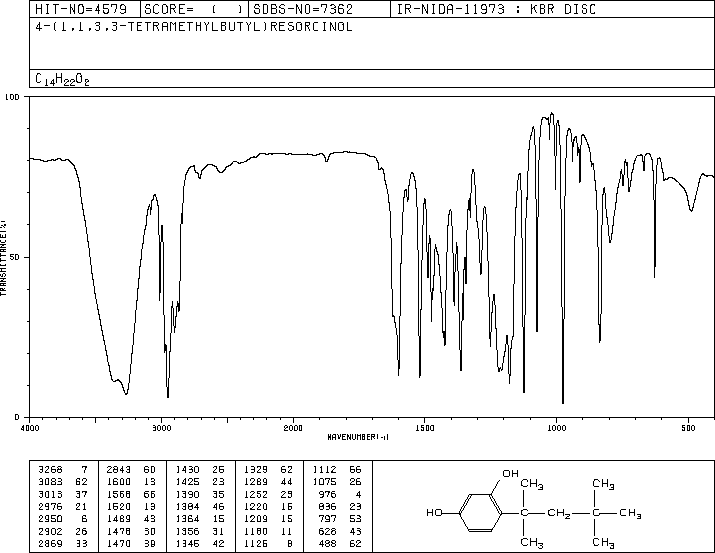 HIT-NO=4579 SCORE= ( ) SDBS-NO=7362 IR-NIDA-11973 : KBR DISC
4-(1,1,3,3-TETRAMETHYLBUTYL)RESORCINOL
C14H22O2
100
50
0
TRANSMITTANCE(%)
4000 3000 2000 1500 1000 500
WAVENUMBER(-1)
3268 7 2843 60 1430 26 1329 62 1112 56
3083 62 1600 13 1425 23 1289 44 1075 26
3013 37 1568 66 1390 35 1252 23 976 4
2976 21 1520 13 1384 46 1220 16 836 23
2950 6 1489 43 1364 15 1209 15 797 53
2902 26 1478 30 1356 31 1180 11 628 43
2869 33 1470 39 1345 42 1126 8 488 62
OH
CH3 CH3
HO C CH2 C CH3
CH3 CH3